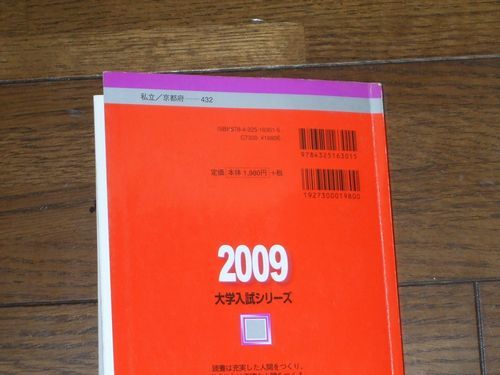 私立/京都府――432
ISBN978-4-325-16301-5
C7300 ¥1980E
9784325163015
定価 本体1,980円 +税
1927300019800
2009
大学入試シリーズ
読書は充実した人間をつくり、